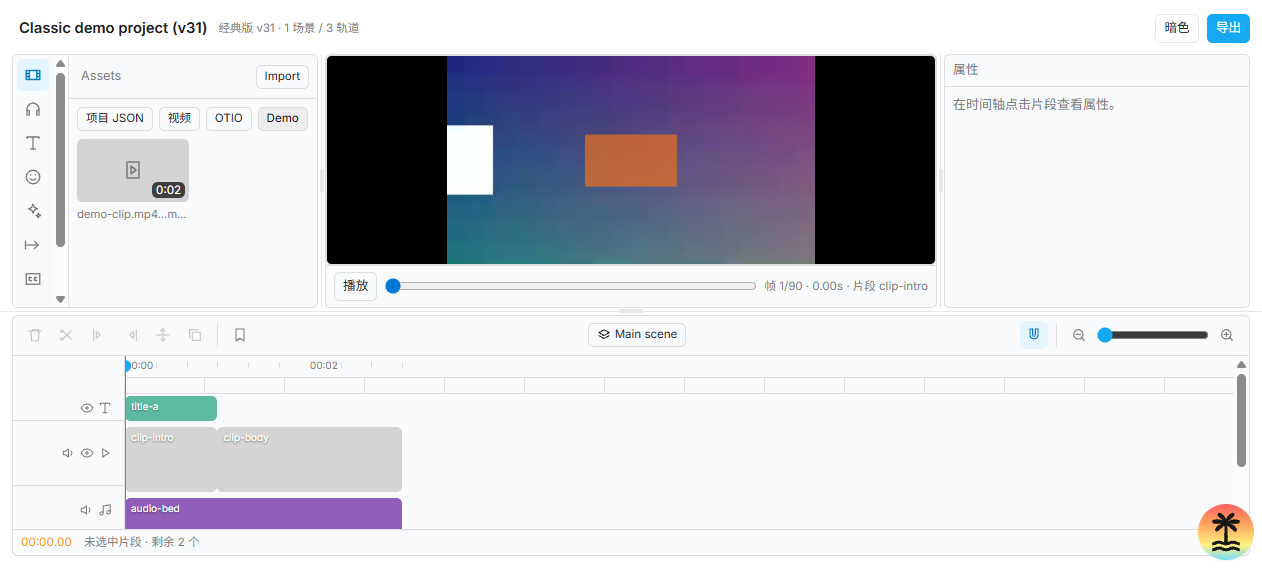 Classic demo project (v31) 经典版 v31 · 1 场景 / 3 轨道 暗色 导出
Assets Import
项目 JSON 视频 OTIO Demo
0:02
demo-clip.mp4...m...
播放 帧 1/90 · 0.00s · 片段 clip-intro
属性
在时间轴点击片段查看属性。
Main scene
0:00 00:02
title-a
clip-intro clip-body
audio-bed
00:00.00 未选中片段 · 剩余 2 个